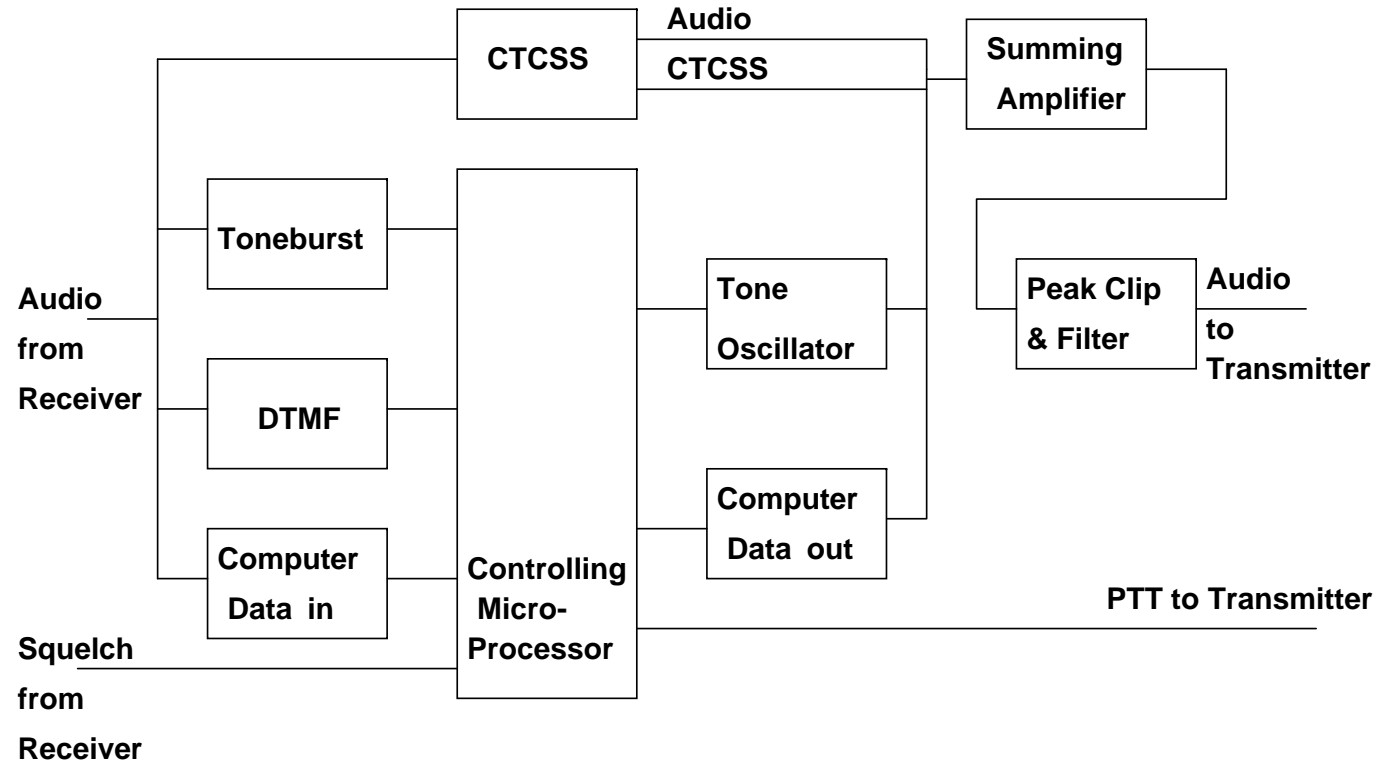 Audio
CTCSS
CTCSS
Summing
Amplifier
Toneburst
Audio
from
Receiver
Tone
Oscillator
Peak Clip
& Filter
Audio
to
Transmitter
DTMF
Computer
Data out
Computer
Data in
Controlling
Micro-
Processor
PTT to Transmitter
Squelch
from
Receiver